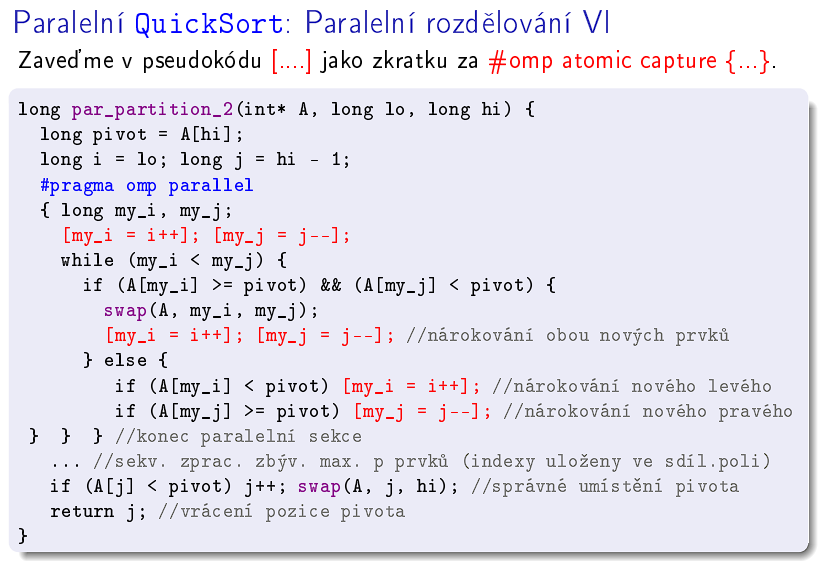 Paralelní QuickSort: Paralelní rozdělování VI
Zaveďme v pseudokódu [....] jako zkratku za #omp atomic capture {...}.
long par_partition_2(int* A, long lo, long hi) {
long pivot = A[hi];
long i = lo; long j = hi - 1;
#pragma omp parallel
{ long my_i, my_j;
[my_i = i++]; [my_j = j--];
while (my_i < my_j) {
if (A[my_i] >= pivot) && (A[my_j] < pivot) {
swap(A, my_i, my_j);
[my_i = i++]; [my_j = j--]; //nárokování obou nových prvků
} else {
if (A[my_i] < pivot) [my_i = i++]; //nárokování nového levého
if (A[my_j] >= pivot) [my_j = j--]; //nárokování nového pravého
} } } //konec paralelní sekce
... //sekv. zprac. zbýv. max. p prvků (indexy uloženy ve sdíl.poli)
if (A[j] < pivot) j++; swap(A, j, hi); //správné umístění pivota
return j; //vrácení pozice pivota
}